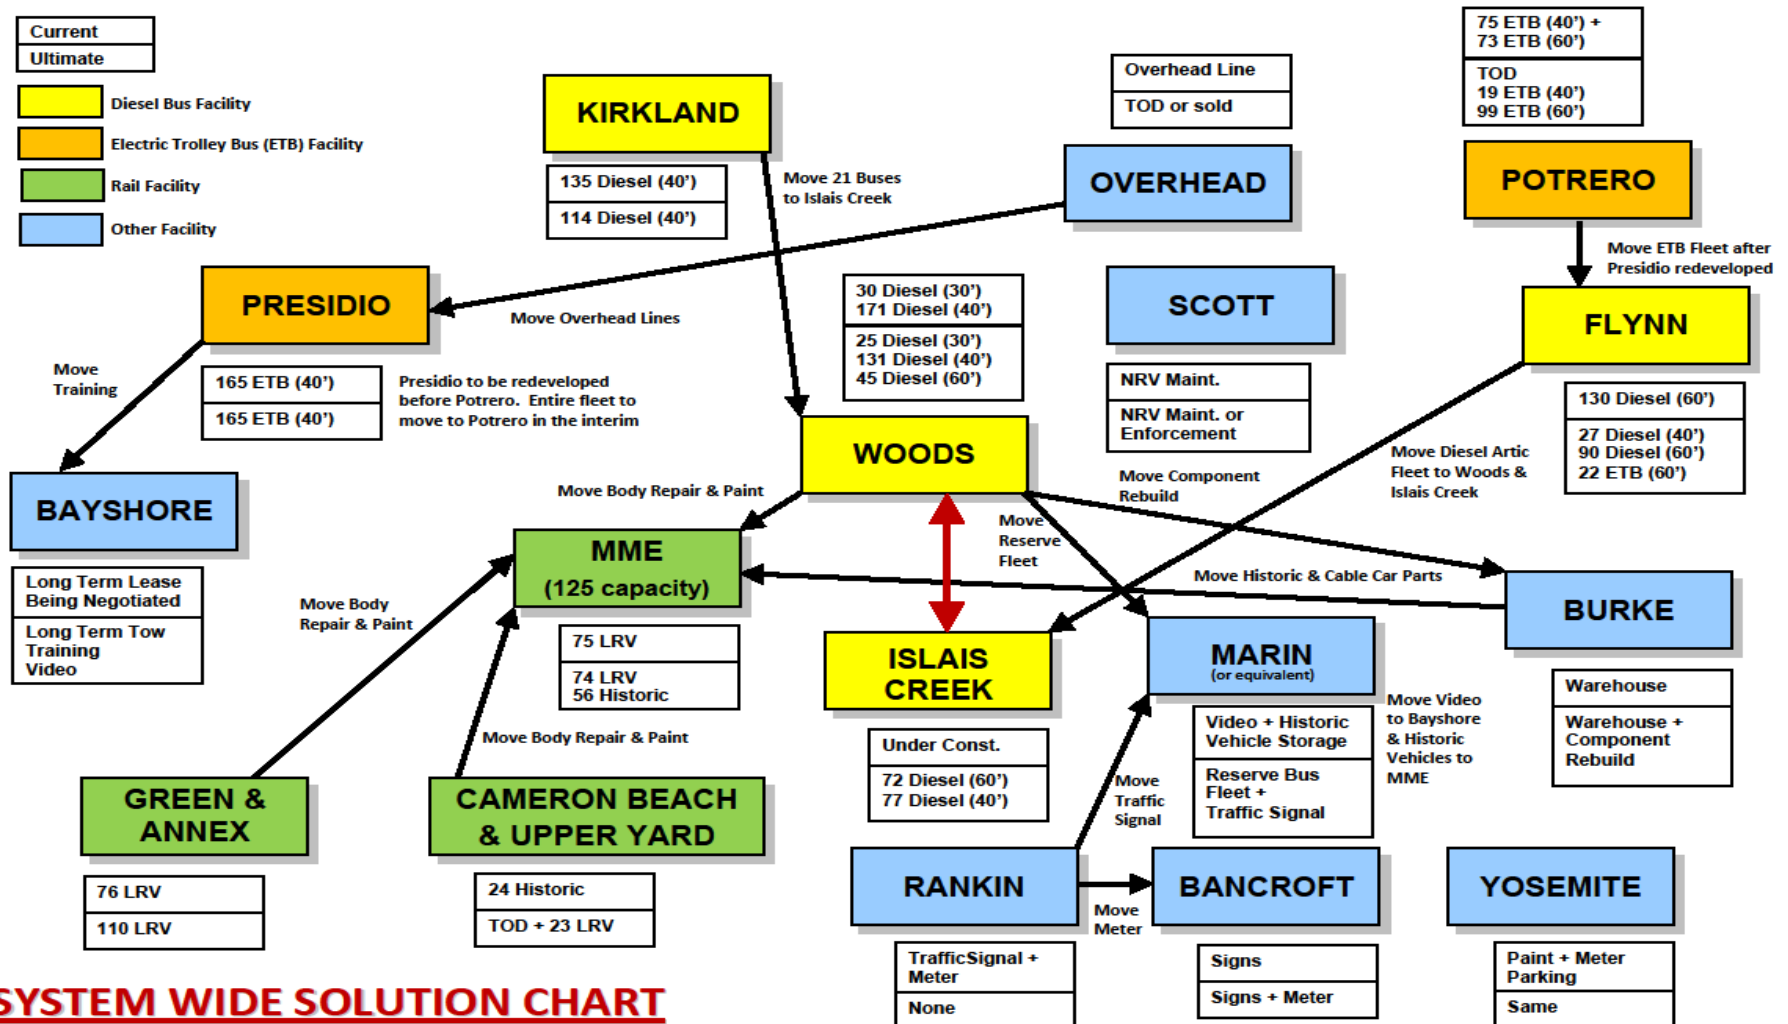 Current
Ultimate
Diesel Bus Facility
Electric Trolley Bus (ETB) Facility
Rail Facility
Other Facility
KIRKLAND
135 Diesel (40')
114 Diesel (40')
Move 21 Buses
to Islais Creek
Overhead Line
TOD or sold
OVERHEAD
75 ETB (40') +
73 ETB (60')
TOD
19 ETB (40')
99 ETB (60')
POTRERO
Move ETB Fleet after
Presidio redeveloped
PRESIDIO
Move Overhead Lines
165 ETB (40')
165 ETB (40')
Presidio to be redeveloped
before Potrero. Entire fleet to
move to Potrero in the interim
Move
Training
30 Diesel (30')
171 Diesel (40')
25 Diesel (30')
131 Diesel (40')
45 Diesel (60')
WOODS
SCOTT
NRV Maint.
NRV Maint. or
Enforcement
FLYNN
130 Diesel (60')
27 Diesel (40')
90 Diesel (60')
22 ETB (60')
Move Diesel Artic
Fleet to Woods &
Islais Creek
BAYSHORE
Long Term Lease
Being Negotiated
Long Term Tow
Training
Video
Move Body Repair & Paint
Move Component
Rebuild
Move
Reserve
Fleet
MME
(125 capacity)
75 LRV
74 LRV
56 Historic
Move Body
Repair & Paint
Move Historic & Cable Car Parts
BURKE
Warehouse
Warehouse +
Component
Rebuild
ISLAIS
CREEK
Under Const.
72 Diesel (60')
77 Diesel (40')
MARIN
(or equivalent)
Video + Historic
Vehicle Storage
Reserve Bus
Fleet +
Traffic Signal
Move Video
to Bayshore
& Historic
Vehicles to
MME
Move Body Repair & Paint
Move
Traffic
Signal
GREEN &
ANNEX
76 LRV
110 LRV
CAMERON BEACH
& UPPER YARD
24 Historic
TOD + 23 LRV
RANKIN
TrafficSignal +
Meter
None
Move
Meter
BANCROFT
Signs
Signs + Meter
YOSEMITE
Paint + Meter
Parking
Same
SYSTEM WIDE SOLUTION CHART